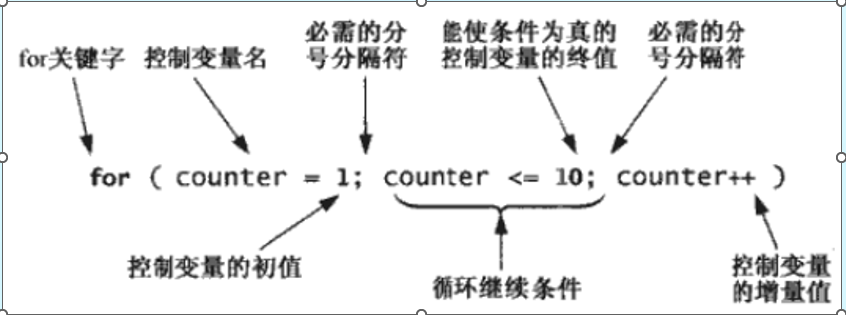 必需的分
号分隔符
能使条件为真的
控制变量的终值
必需的分
号分隔符
for关键字
控制变量名
for ( counter = 1; counter <= 10; counter++ )
控制变量的初值
循环继续条件
控制变量
的增量值